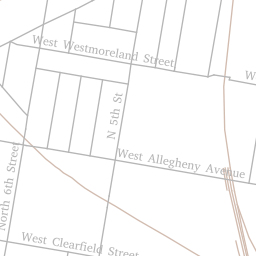 West Westmoreland Street
W
N 5th St
West Allegheny Avenue
North 6th Street
West Clearfield Street